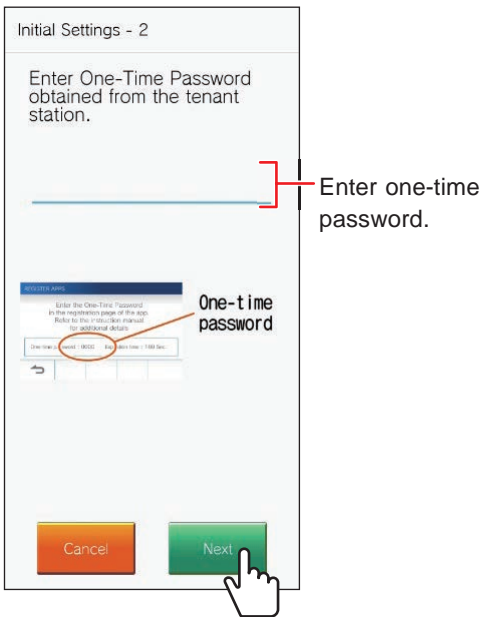 Initial Settings - 2
Enter One-Time Password
obtained from the tenant
station.
Enter one-time
password.
REGISTER APPS
Enter the One-Time Password
in the registration page of the app.
Refer to the instruction manual
for additional details
One-time
password
Cancel
Next